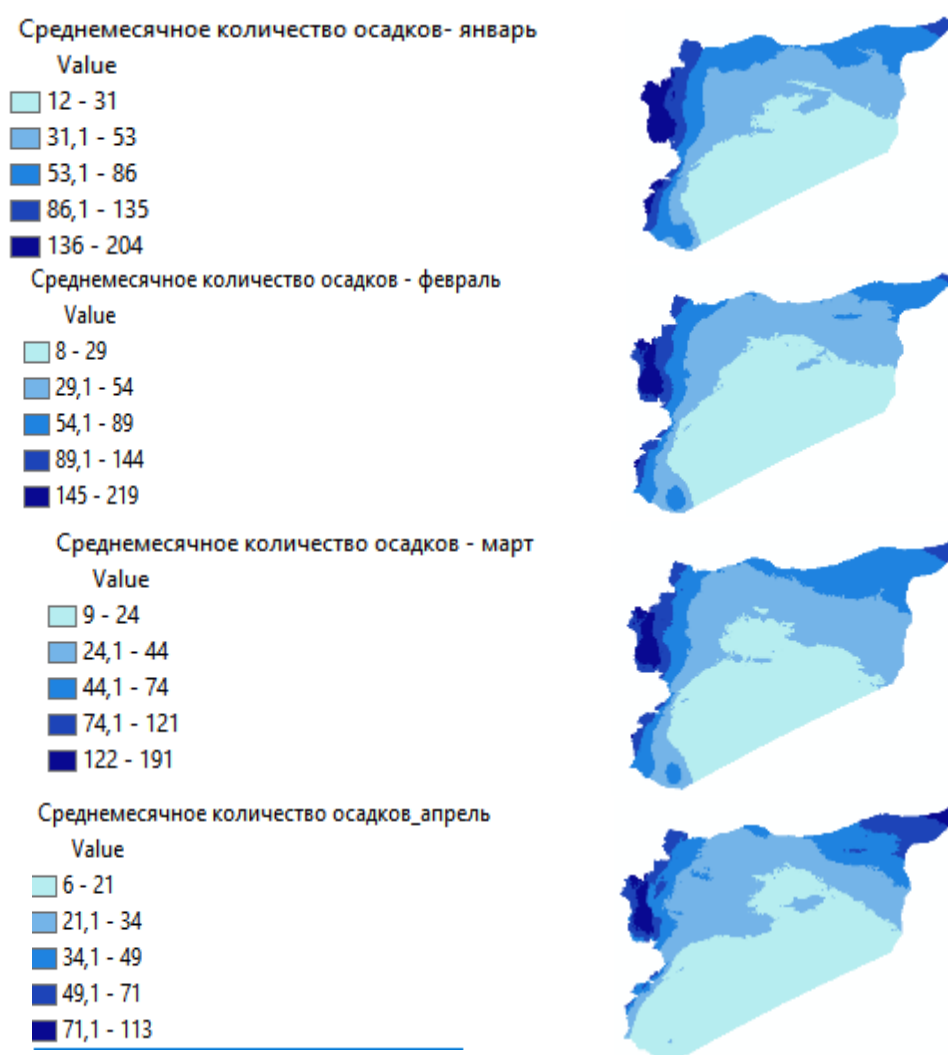 Среднемесячное количество осадков- январь
Value
12 - 31
31,1 - 53
53,1 - 86
86,1 - 135
136 - 204
Среднемесячное количество осадков - февраль
Value
8 - 29
29,1 - 54
54,1 - 89
89,1 - 144
145 - 219
Среднемесячное количество осадков - март
Value
9 - 24
24,1 - 44
44,1 - 74
74,1 - 121
122 - 191
Среднемесячное количество осадков_апрель
Value
6 - 21
21,1 - 34
34,1 - 49
49,1 - 71
71,1 - 113